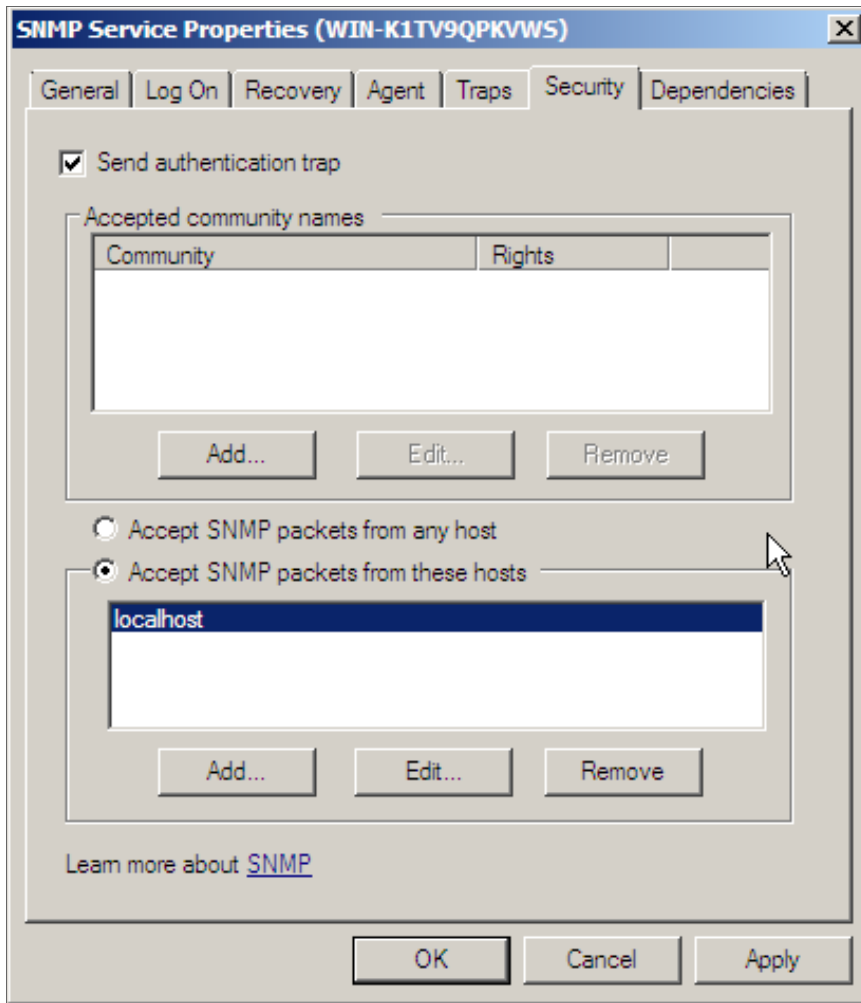 SNMP Service Properties (WIN-K1TV9QPKVWS)
General Log On Recovery Agent Traps Security Dependencies
Send authentication trap
Accepted community names
Community Rights
Add... Edit... Remove
Accept SNMP packets from any host
Accept SNMP packets from these hosts
localhost
Add... Edit... Remove
Learn more about SNMP
OK Cancel Apply